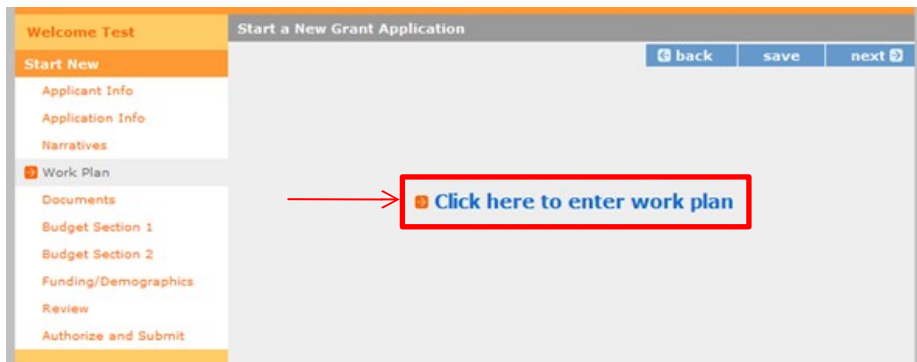 Welcome Test
Start a New Grant Application
back save next
Start New
Applicant Info
Application Info
Narratives
Work Plan
Documents
Click here to enter work plan
Budget Section 1
Budget Section 2
Funding/Demographics
Review
Authorize and Submit